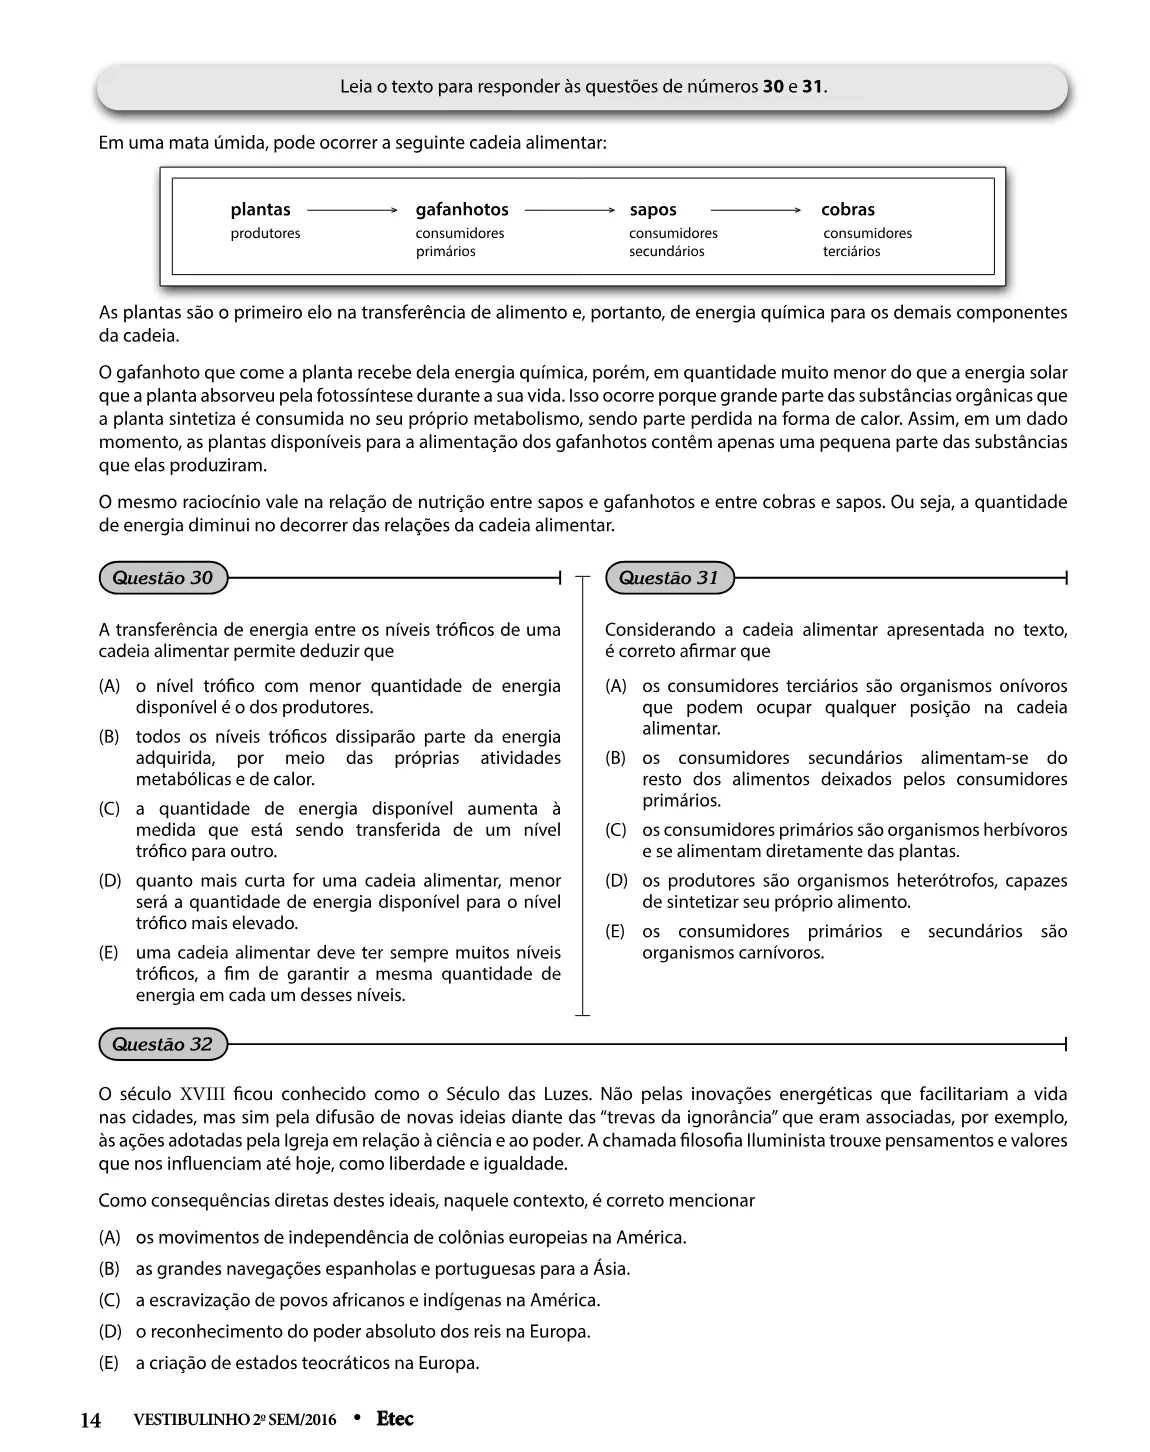 Leia o texto para responder às questões de números 30 e 31.
Em uma mata úmida, pode ocorrer a seguinte cadeia alimentar:
plantas gafanhotos sapos cobras
produtores consumidores consumidores consumidores
primários secundários terciários
As plantas são o primeiro elo na transferência de alimento e, portanto, de energia química para os demais componentes
da cadeia.
O gafanhoto que come a planta recebe dela energia química, porém, em quantidade muito menor do que a energia solar
que a planta absorveu pela fotossíntese durante a sua vida. Isso ocorre porque grande parte das substâncias orgânicas que
a planta sintetiza é consumida no seu próprio metabolismo, sendo parte perdida na forma de calor. Assim, em um dado
momento, as plantas disponíveis para a alimentação dos gafanhotos contêm apenas uma pequena parte das substâncias
que elas produziram.
O mesmo raciocínio vale na relação de nutrição entre sapos e gafanhotos e entre cobras e sapos. Ou seja, a quantidade
de energia diminui no decorrer das relações da cadeia alimentar.
Questão 30
A transferência de energia entre os níveis tróficos de uma
cadeia alimentar permite deduzir que
(A) o nível trófico com menor quantidade de energia
disponível é o dos produtores.
(B) todos os níveis tróficos dissiparão parte da energia
adquirida, por meio das próprias atividades
metabólicas e de calor.
(C) a quantidade de energia disponível aumenta à
medida que está sendo transferida de um nível
trófico para outro.
(D) quanto mais curta for uma cadeia alimentar, menor
será a quantidade de energia disponível para o nível
trófico mais elevado.
(E) uma cadeia alimentar deve ter sempre muitos níveis
tróficos, a fim de garantir a mesma quantidade de
energia em cada um desses níveis.
Questão 31
Considerando a cadeia alimentar apresentada no texto,
é correto afirmar que
(A) os consumidores terciários são organismos onívoros
que podem ocupar qualquer posição na cadeia
alimentar.
(B) os consumidores secundários alimentam-se do
resto dos alimentos deixados pelos consumidores
primários.
(C) os consumidores primários são organismos herbívoros
e se alimentam diretamente das plantas.
(D) os produtores são organismos heterótrofos, capazes
de sintetizar seu próprio alimento.
(E) os consumidores primários e secundários são
organismos carnívoros.
Questão 32
O século XVIII ficou conhecido como o Século das Luzes. Não pelas inovações energéticas que facilitariam a vida
nas cidades, mas sim pela difusão de novas ideias diante das “trevas da ignorância” que eram associadas, por exemplo,
às ações adotadas pela Igreja em relação à ciência e ao poder. A chamada filosofia Iluminista trouxe pensamentos e valores
que nos influenciam até hoje, como liberdade e igualdade.
Como consequências diretas destes ideais, naquele contexto, é correto mencionar
(A) os movimentos de independência de colônias europeias na América.
(B) as grandes navegações espanholas e portuguesas para a Ásia.
(C) a escravização de povos africanos e indígenas na América.
(D) o reconhecimento do poder absoluto dos reis na Europa.
(E) a criação de estados teocráticos na Europa.
14 VESTIBULINHO 2º SEM/2016 • Etec